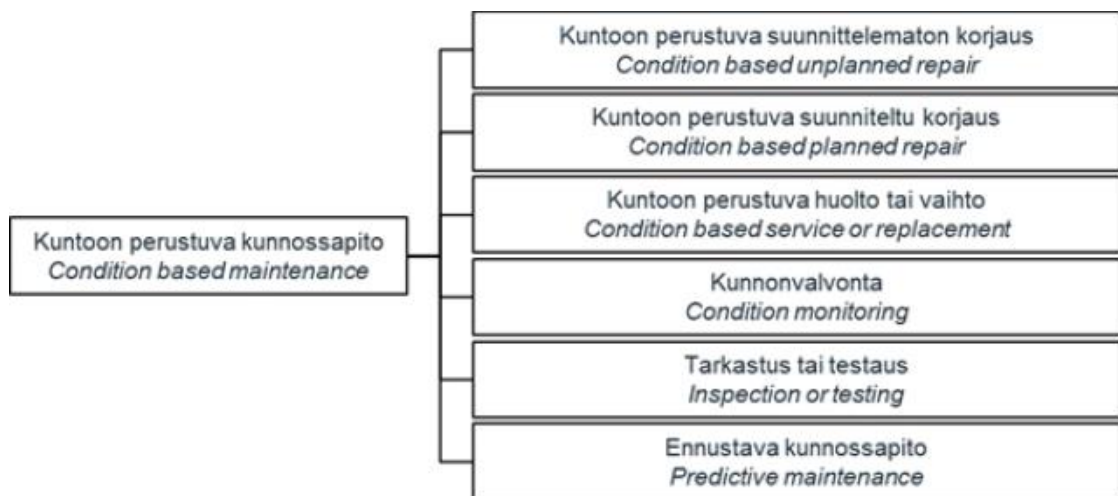 Kuntoon perustuva kunnossapito
Condition based maintenance
Kuntoon perustuva suunnittelematon korjaus
Condition based unplanned repair
Kuntoon perustuva suunniteltu korjaus
Condition based planned repair
Kuntoon perustuva huolto tai vaihto
Condition based service or replacement
Kunnonvalvonta
Condition monitoring
Tarkastus tai testaus
Inspection or testing
Ennustava kunnossapito
Predictive maintenance